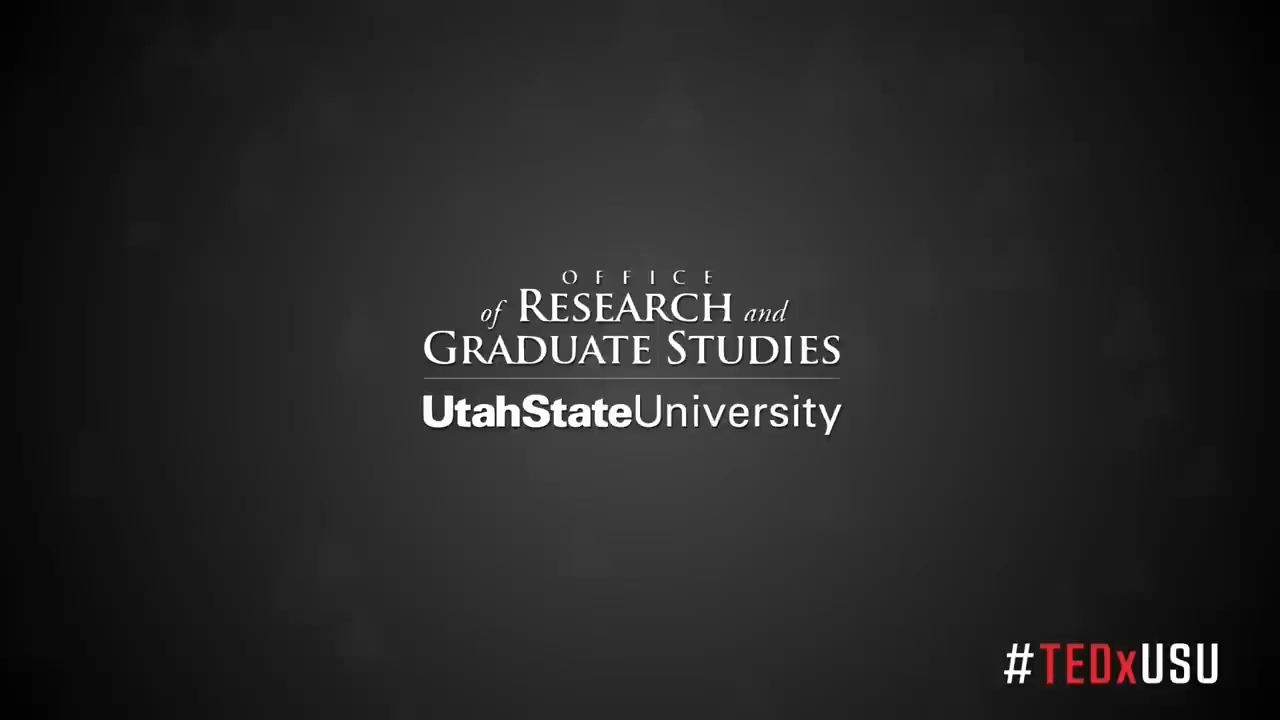 OFFICE
of RESEARCH and
GRADUATE STUDIES
UtahStateUniversity
#TEDxUSU